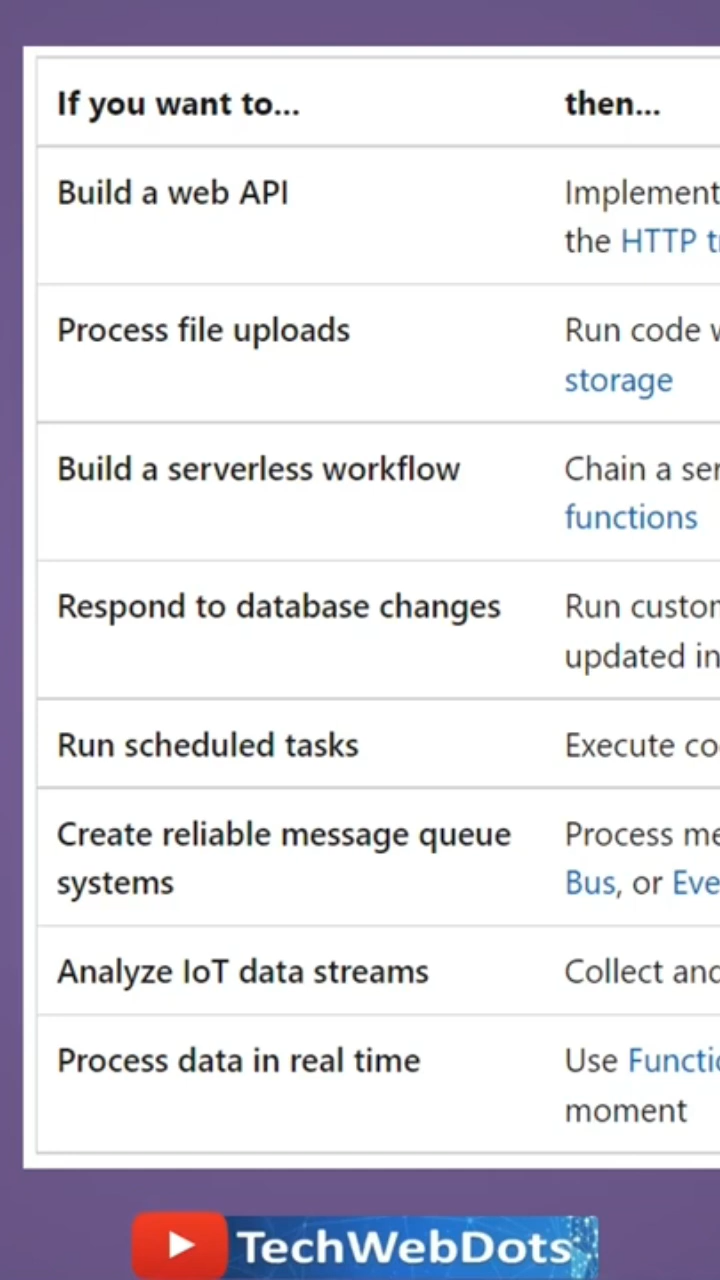 If you want to... then...
Build a web API Implement
the HTTP
Process file uploads Run code
storage
Build a serverless workflow Chain a
functions
Respond to database changes Run
updated in
Run scheduled tasks Execute
Create reliable message queue Process
systems Bus, or
Analyze IoT data streams Collect
Process data in real time Use
moment
TechWebDots